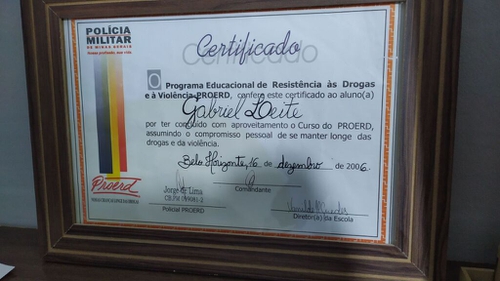 POLÍCIA
MILITAR
DE MINAS GERAIS
Certificado
Certificado
O Programa Educacional de Resistência às Drogas
e à Violência PROERD, confere este certificado ao aluno(a)
Gabriel Leite
por ter concluído com aproveitamento o Curso do PROERD,
assumindo o compromisso pessoal de se manter longe das
drogas e da violência.
Belo Horizonte, 16 de dezembro de 2006.
Proerd
Jorge de Lima
Policial PROERD
Comandante
Diretor(a) da Escola